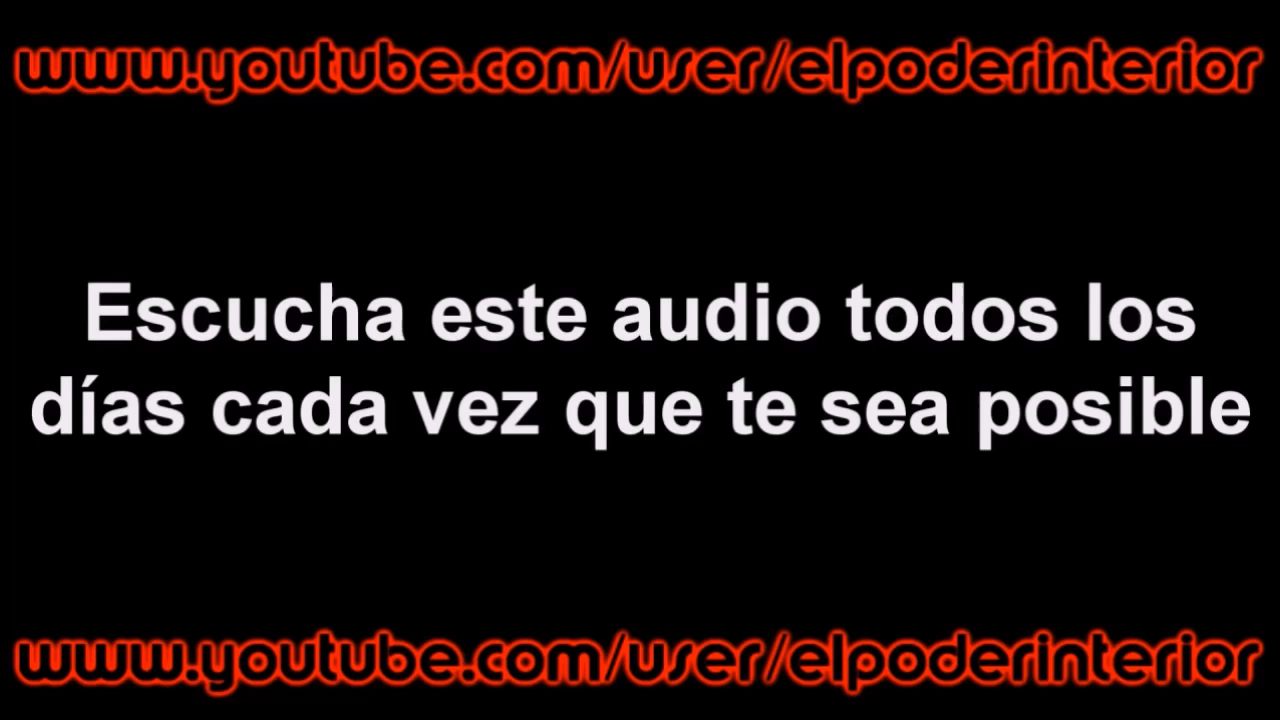 www.youtube.com/user/elpoderinterior
Escucha este audio todos los
días cada vez que te sea posible
www.youtube.com/user/elpoderinterior